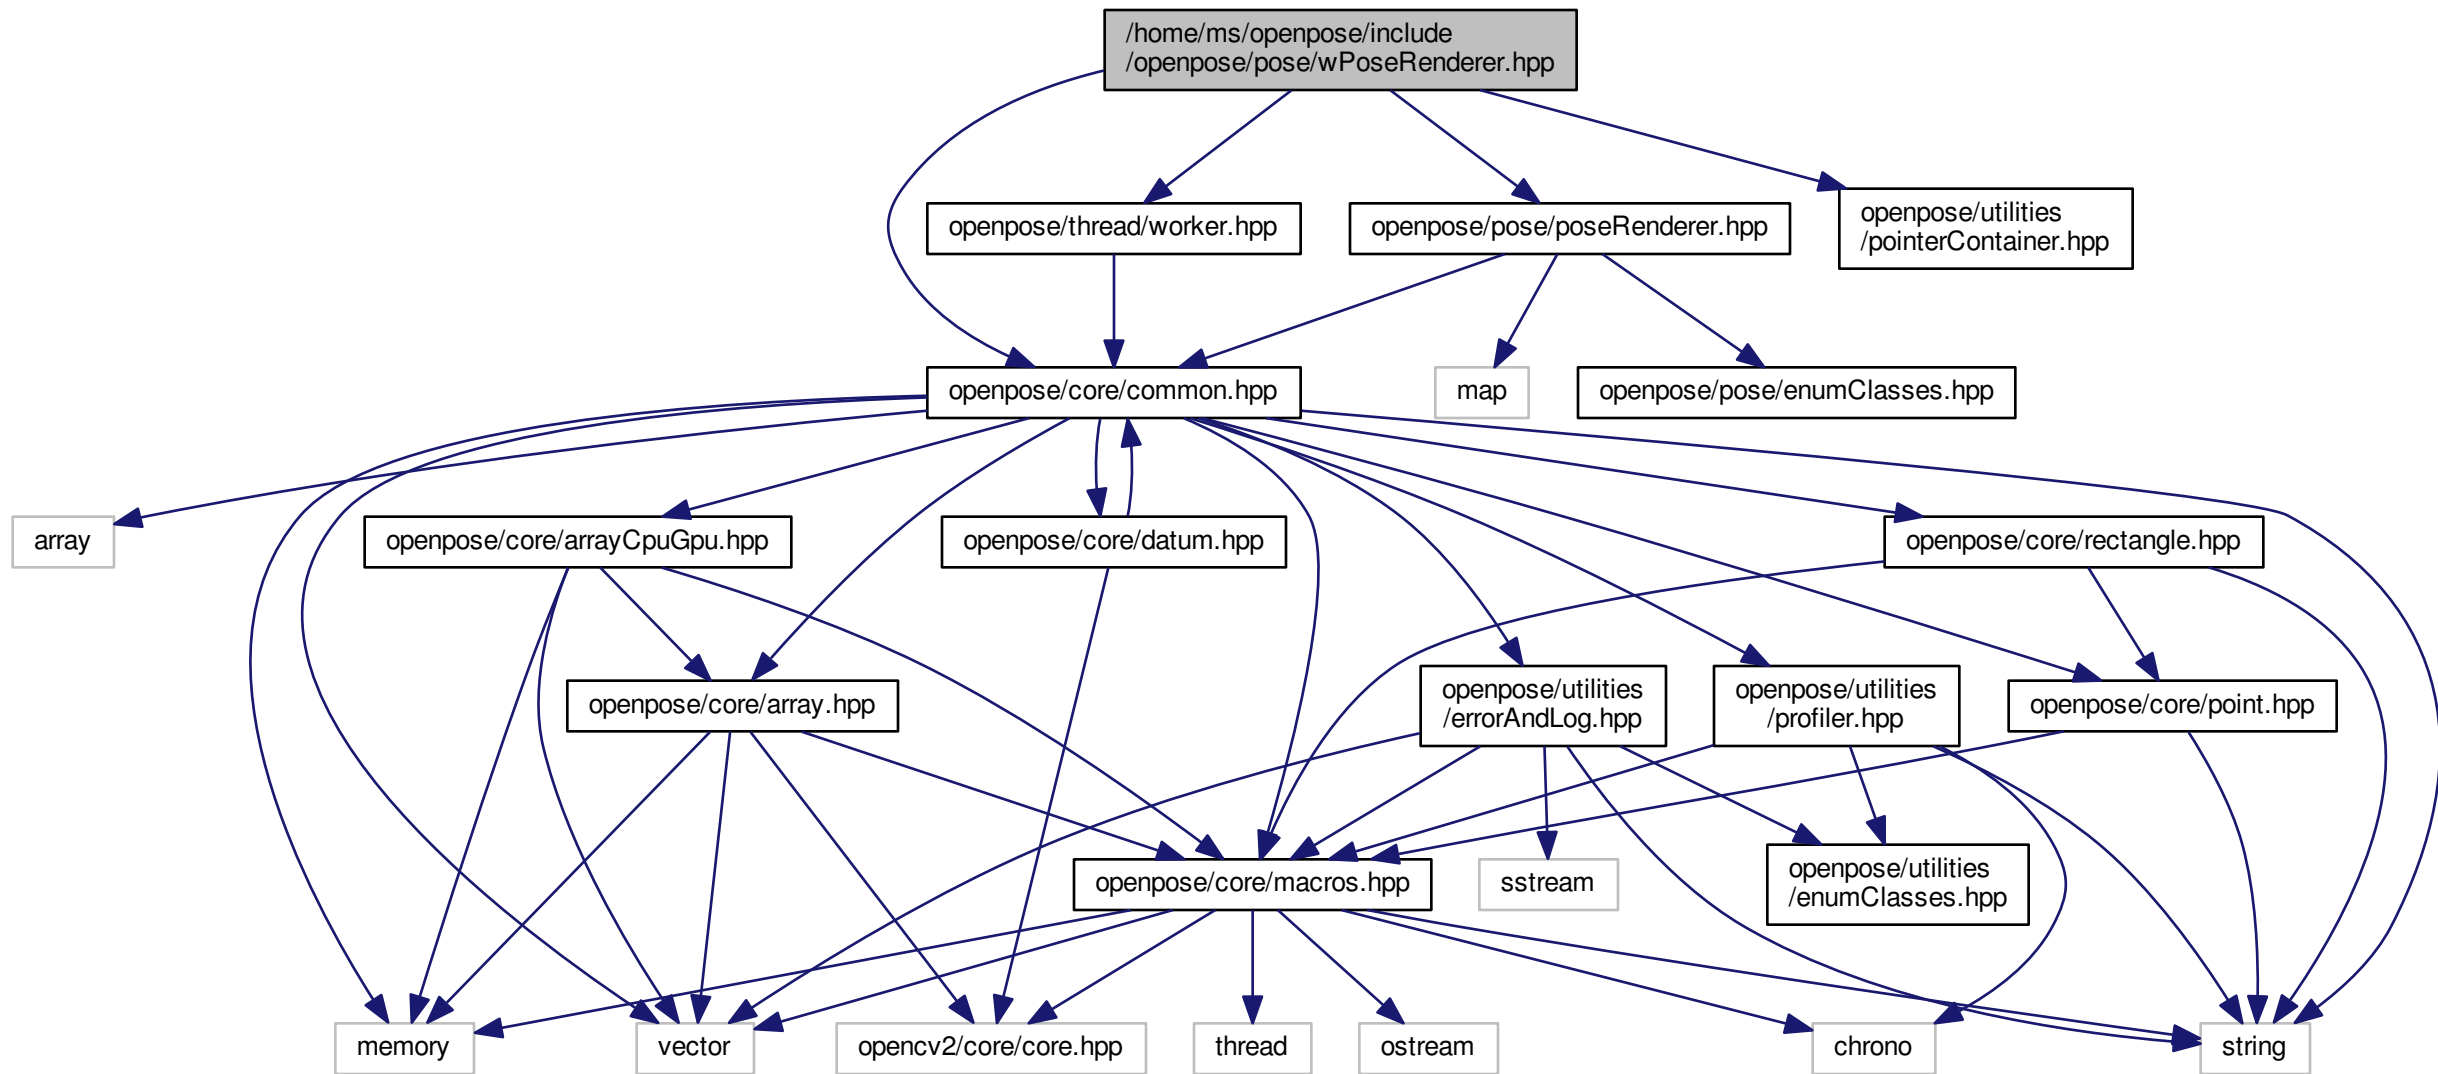 /home/ms/openpose/include
/openpose/pose/wPoseRenderer.hpp
openpose/thread/worker.hpp
openpose/pose/poseRenderer.hpp
openpose/utilities
/pointerContainer.hpp
openpose/core/common.hpp
map
openpose/pose/enumClasses.hpp
array
openpose/core/arrayCpuGpu.hpp
openpose/core/datum.hpp
openpose/core/rectangle.hpp
openpose/core/array.hpp
openpose/utilities
/errorAndLog.hpp
openpose/utilities
/profiler.hpp
openpose/core/point.hpp
openpose/core/macros.hpp
sstream
openpose/utilities
/enumClasses.hpp
memory
vector
opencv2/core/core.hpp
thread
ostream
chrono
string